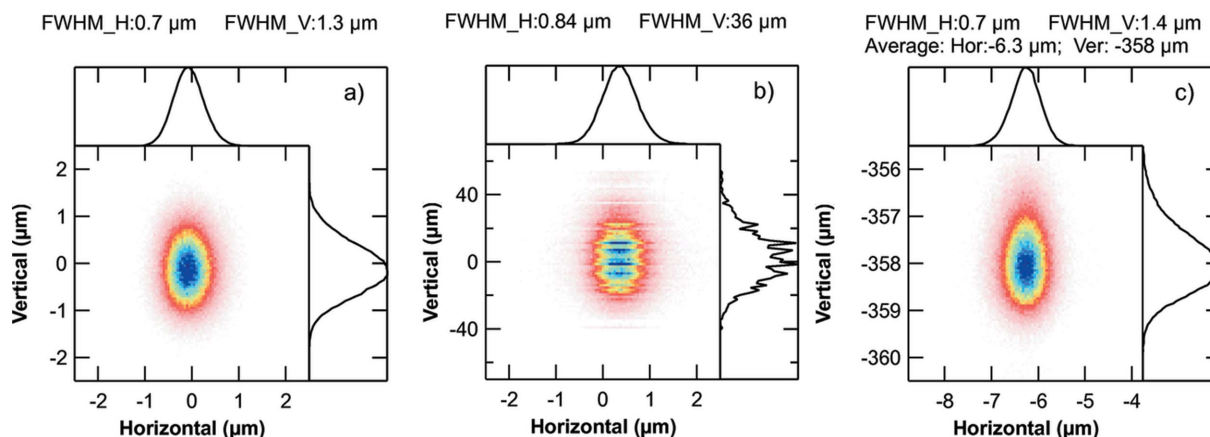 FWHM_H:0.7 µm FWHM_V:1.3 µm
a)
2
1
0
-1
-2
Vertical (µm)
-2 -1 0 1 2
Horizontal (µm)
FWHM_H:0.84 µm FWHM_V:36 µm
b)
40
0
-40
Vertical (µm)
-2 -1 0 1 2
Horizontal (µm)
FWHM_H:0.7 µm FWHM_V:1.4 µm
Average: Hor:-6.3 µm; Ver: -358 µm
c)
-356
-357
-358
-359
-360
Vertical (µm)
-8 -7 -6 -5 -4
Horizontal (µm)